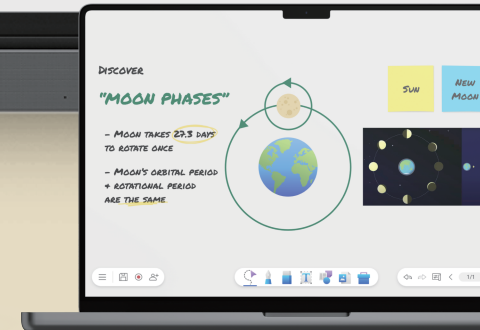 DISCOVER
"MOON PHASES"
- MOON TAKES 27.3 DAYS
TO ROTATE ONCE
- MOON'S ORBITAL PERIOD
& ROTATIONAL PERIOD
ARE THE SAME
SUN
NEW
MOON
1/1